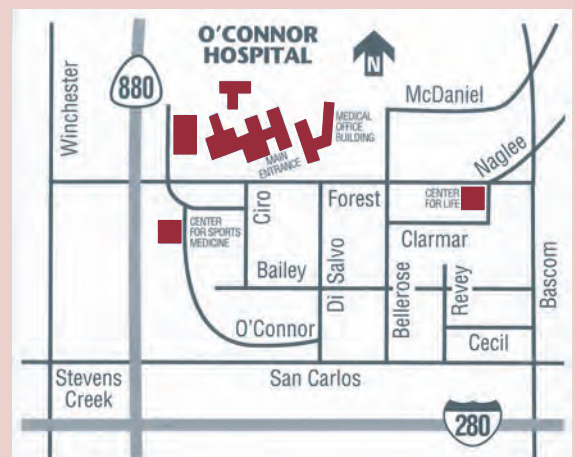 O'CONNOR
HOSPITAL
N
880
Winchester
McDaniel
MEDICAL
OFFICE
BUILDING
MAIN
ENTRANCE
Naglee
Ciro
Forest
CENTER
FOR LIFE
CENTER
FOR SPORTS
MEDICINE
Clarmar
Di Salvo
Bailey
Bellerose
Revey
Bascom
O'Connor
Cecil
Stevens
Creek
San Carlos
280